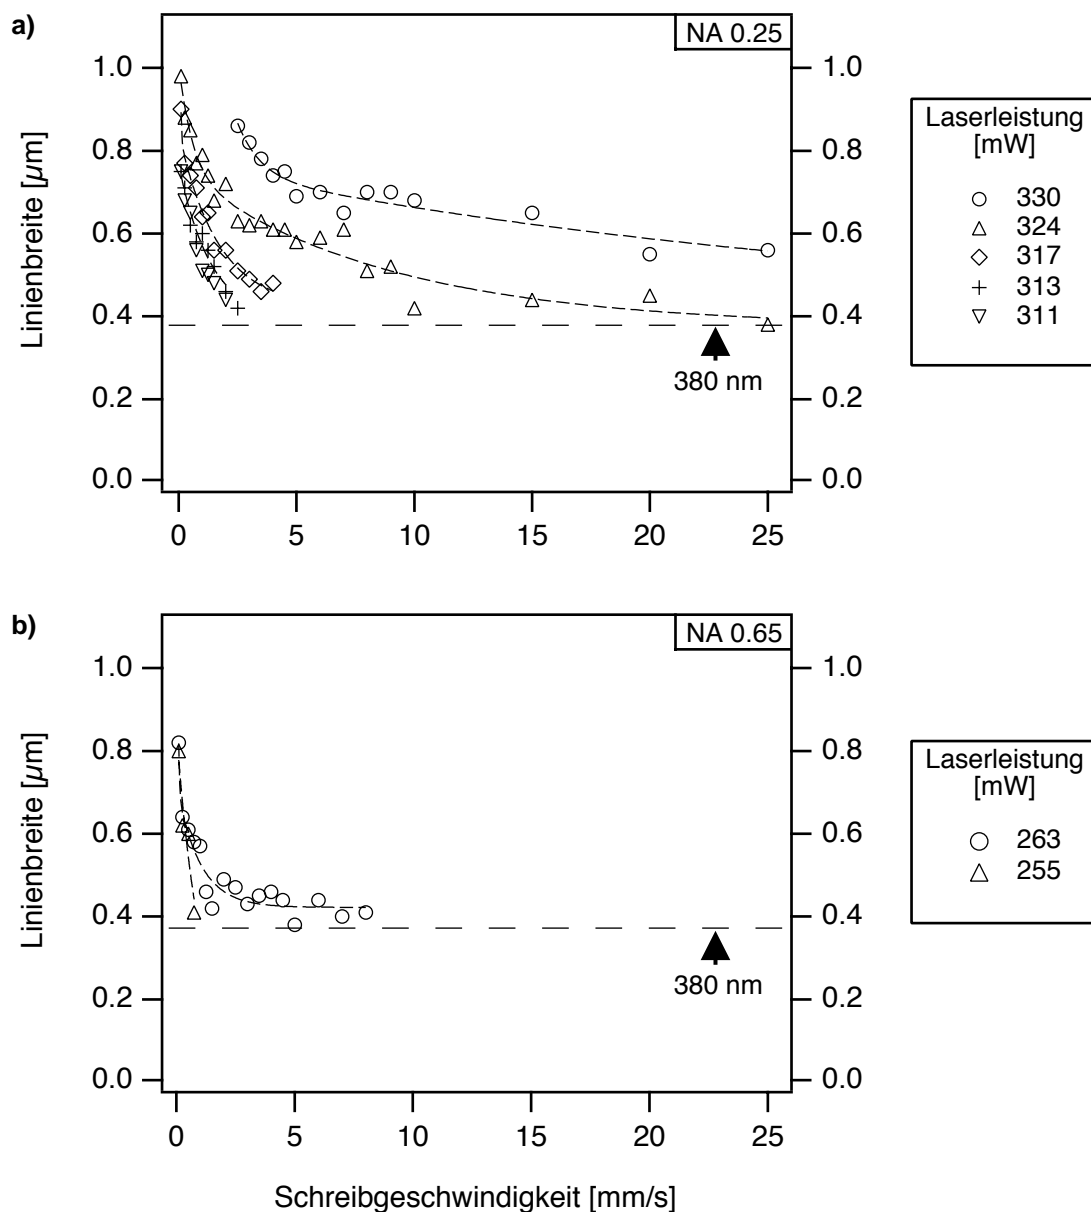 a)
NA 0.25
Linienbreite [µm]
1.0
0.8
0.6
0.4
0.2
0.0
1.0
0.8
0.6
0.4
0.2
0.0
380 nm
0 5 10 15 20 25
Laserleistung
[mW]
330
324
317
313
311
b)
NA 0.65
Linienbreite [µm]
1.0
0.8
0.6
0.4
0.2
0.0
1.0
0.8
0.6
0.4
0.2
0.0
380 nm
0 5 10 15 20 25
Schreibgeschwindigkeit [mm/s]
Laserleistung
[mW]
263
255